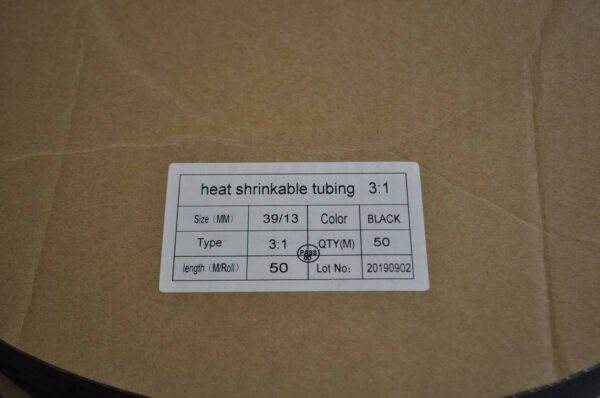 heat shrinkable tubing 3:1
Size (MM) 39/13 Color BLACK
Type 3:1 QTY(M) 50
PASS
length (M/Roll) 50 Lot No: 20190902